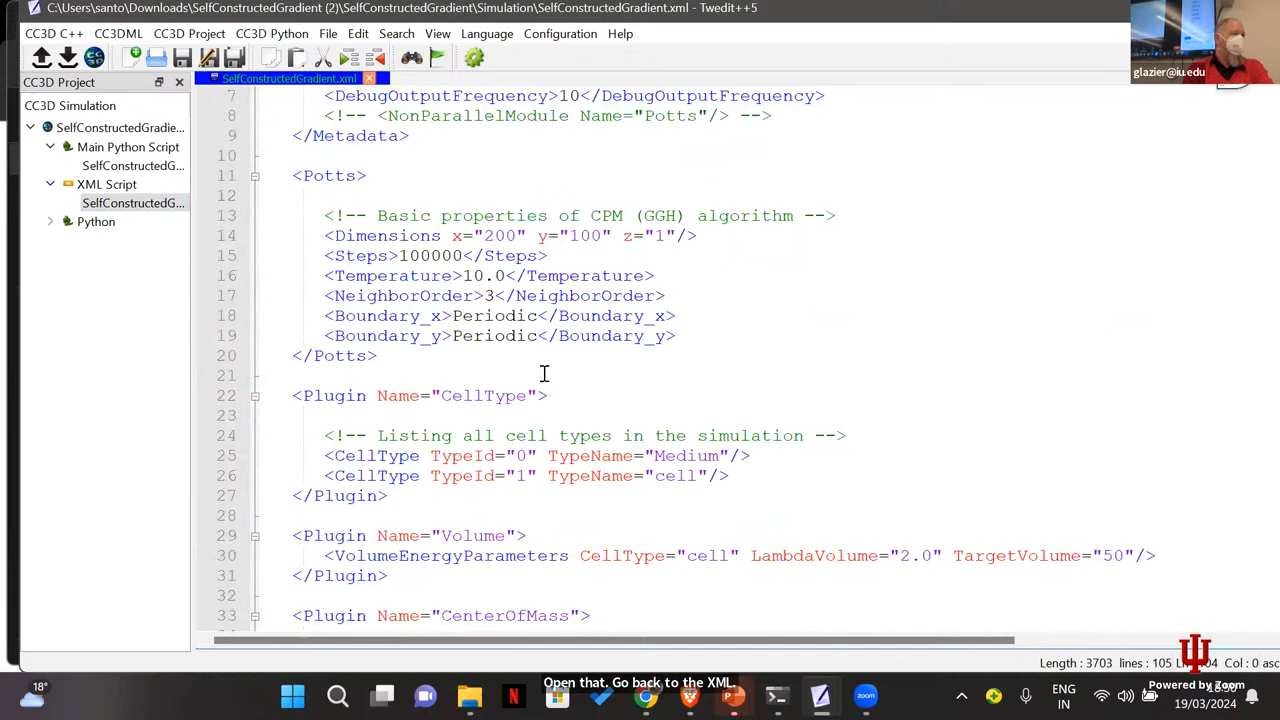 C:\Users\santo\Downloads\SelfConstructedGradient (2)\SelfConstructedGradient\Simulation\SelfConstructedGradient.xml - Twedit++5
CC3D C++ CC3DML CC3D Project CC3D Python File Edit Search View Language Configuration Help
glazier@iu.edu
CC3D Project
SelfConstructedGradient.xml
CC3D Simulation
SelfConstructedGradie...
Main Python Script
SelfConstructedG...
XML Script
SelfConstructedG...
Python
7 <DebugOutputFrequency>10</DebugOutputFrequency>
8 <!-- <NonParallelModule Name="Potts"/> -->
9 </Metadata>
10
11 <Potts>
12
13 <!-- Basic properties of CPM (GGH) algorithm -->
14 <Dimensions x="200" y="100" z="1"/>
15 <Steps>100000</Steps>
16 <Temperature>10.0</Temperature>
17 <NeighborOrder>3</NeighborOrder>
18 <Boundary_x>Periodic</Boundary_x>
19 <Boundary_y>Periodic</Boundary_y>
20 </Potts>
21
22 <Plugin Name="CellType">
23
24 <!-- Listing all cell types in the simulation -->
25 <CellType TypeId="0" TypeName="Medium"/>
26 <CellType TypeId="1" TypeName="cell"/>
27 </Plugin>
28
29 <Plugin Name="Volume">
30 <VolumeEnergyParameters CellType="cell" LambdaVolume="2.0" TargetVolume="50"/>
31 </Plugin>
32
33 <Plugin Name="CenterOfMass">
Length : 3703 lines : 105 Col : 0 asc
Open that. Go back to the XML.
Powered by Zoom
18°
zoom
ENG
IN
19/03/2024